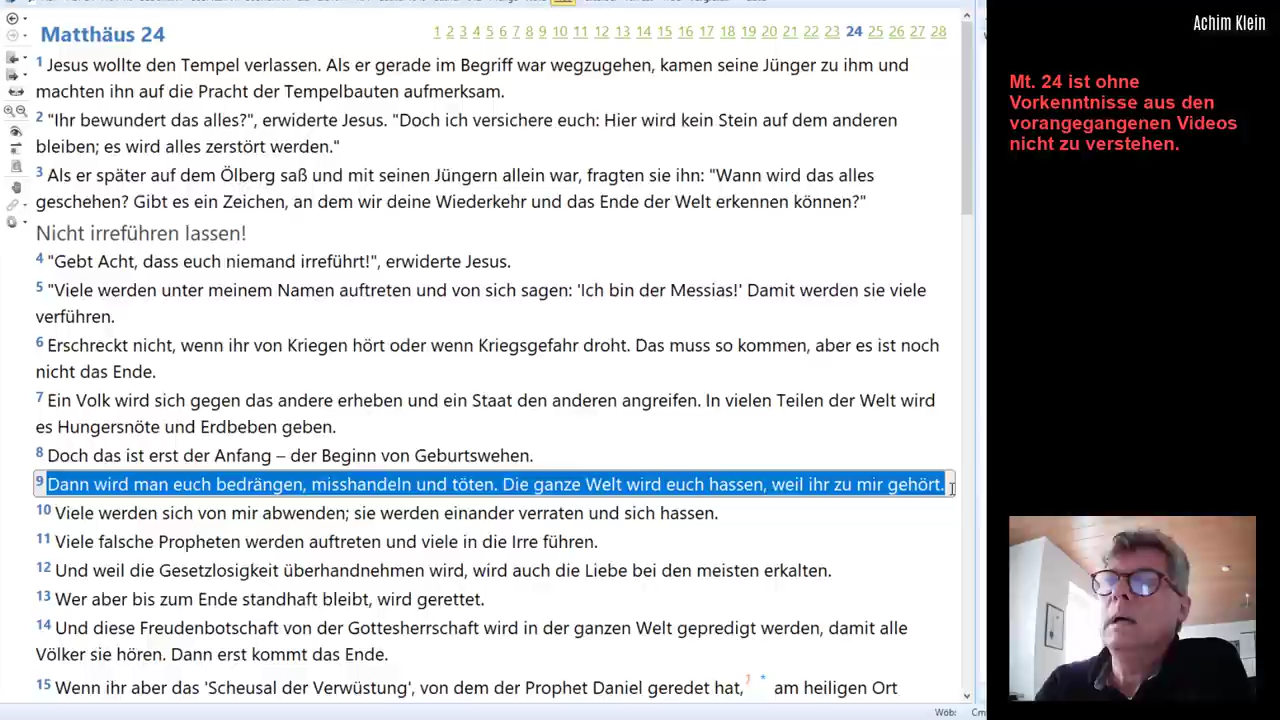 Matthäus 24
1 2 3 4 5 6 7 8 9 10 11 12 13 14 15 16 17 18 19 20 21 22 23 24 25 26 27 28
1 Jesus wollte den Tempel verlassen. Als er gerade im Begriff war wegzugehen, kamen seine Jünger zu ihm und
machten ihn auf die Pracht der Tempelbauten aufmerksam.
2 "Ihr bewundert das alles?", erwiderte Jesus. "Doch ich versichere euch: Hier wird kein Stein auf dem anderen
bleiben; es wird alles zerstört werden."
3 Als er später auf dem Ölberg saß und mit seinen Jüngern allein war, fragten sie ihn: "Wann wird das alles
geschehen? Gibt es ein Zeichen, an dem wir deine Wiederkehr und das Ende der Welt erkennen können?"
Nicht irreführen lassen!
4 "Gebt Acht, dass euch niemand irreführt!", erwiderte Jesus.
5 "Viele werden unter meinem Namen auftreten und von sich sagen: 'Ich bin der Messias!' Damit werden sie viele
verführen.
6 Erschreckt nicht, wenn ihr von Kriegen hört oder wenn Kriegsgefahr droht. Das muss so kommen, aber es ist noch
nicht das Ende.
7 Ein Volk wird sich gegen das andere erheben und ein Staat den anderen angreifen. In vielen Teilen der Welt wird
es Hungersnöte und Erdbeben geben.
8 Doch das ist erst der Anfang – der Beginn von Geburtswehen.
9 Dann wird man euch bedrängen, misshandeln und töten. Die ganze Welt wird euch hassen, weil ihr zu mir gehört.
10 Viele werden sich von mir abwenden; sie werden einander verraten und sich hassen.
11 Viele falsche Propheten werden auftreten und viele in die Irre führen.
12 Und weil die Gesetzlosigkeit überhandnehmen wird, wird auch die Liebe bei den meisten erkalten.
13 Wer aber bis zum Ende standhaft bleibt, wird gerettet.
14 Und diese Freudenbotschaft von der Gottesherrschaft wird in der ganzen Welt gepredigt werden, damit alle
Völker sie hören. Dann erst kommt das Ende.
15 Wenn ihr aber das 'Scheusal der Verwüstung', von dem der Prophet Daniel geredet hat, * am heiligen Ort
Achim Klein
Mt. 24 ist ohne
Vorkenntnisse aus den
vorangegangenen Videos
nicht zu verstehen.